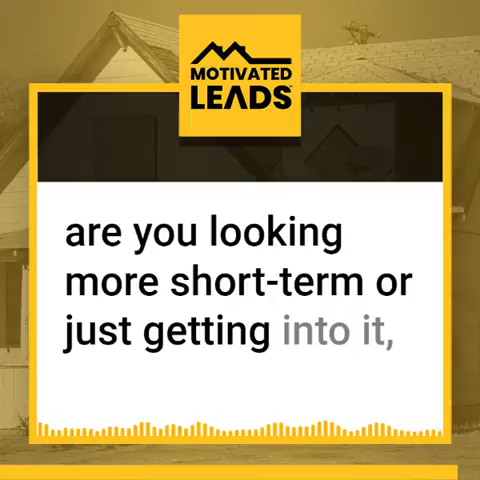 MOTIVATED
LEADS
are you looking
more short-term or
just getting into it,